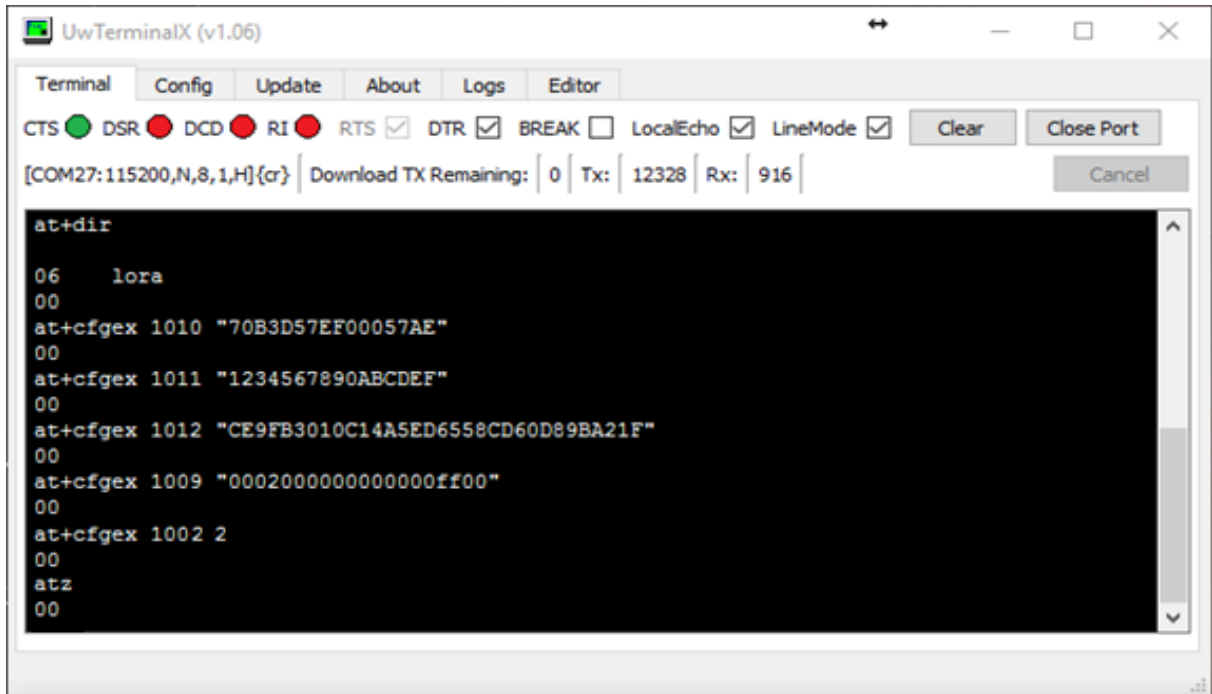 UwTerminalX (v1.06)
Terminal Config Update About Logs Editor
CTS DSR DCD RI RTS DTR BREAK LocalEcho LineMode Clear Close Port
[COM27:115200,N,8,1,H]{cr} Download TX Remaining: 0 Tx: 12328 Rx: 916 Cancel
at+dir
06 lora
00
at+cfgex 1010 "70B3D57EF00057AE"
00
at+cfgex 1011 "1234567890ABCDEF"
00
at+cfgex 1012 "CE9FB3010C14A5ED6558CD60D89BA21F"
00
at+cfgex 1009 "0002000000000000ff00"
00
at+cfgex 1002 2
00
atz
00